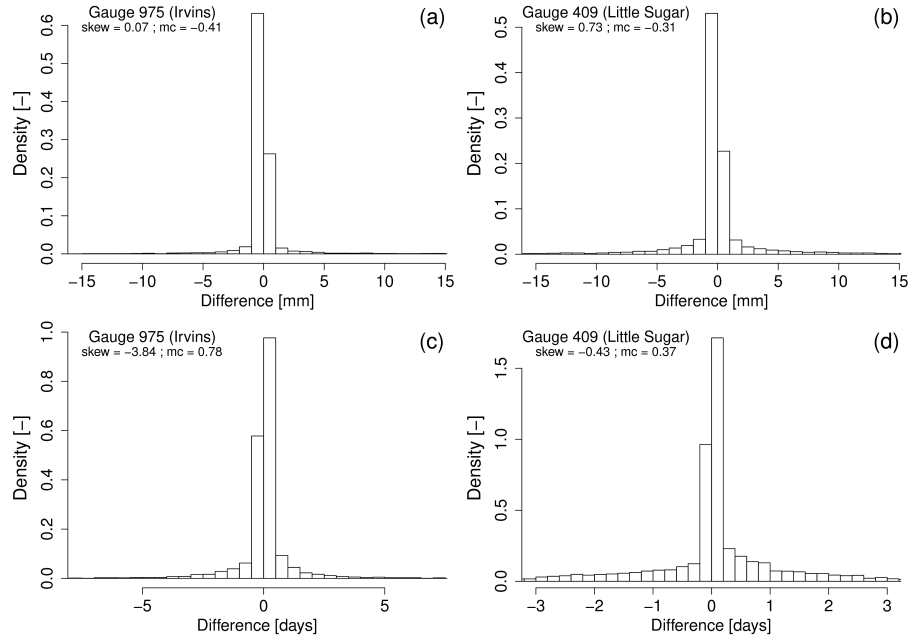 Gauge 975 (Irvins)
skew = 0.07 ; mc = −0.41
(a)
Density [−]
0.0 0.1 0.2 0.3 0.4 0.5 0.6
−15 −10 −5 0 5 10 15
Difference [mm]
Gauge 409 (Little Sugar)
skew = 0.73 ; mc = −0.31
(b)
Density [−]
0.0 0.1 0.2 0.3 0.4 0.5
−15 −10 −5 0 5 10 15
Difference [mm]
Gauge 975 (Irvins)
skew = −3.84 ; mc = 0.78
(c)
Density [−]
0.0 0.2 0.4 0.6 0.8 1.0
−5 0 5
Difference [days]
Gauge 409 (Little Sugar)
skew = −0.43 ; mc = 0.37
(d)
Density [−]
0.0 0.5 1.0 1.5
−3 −2 −1 0 1 2 3
Difference [days]